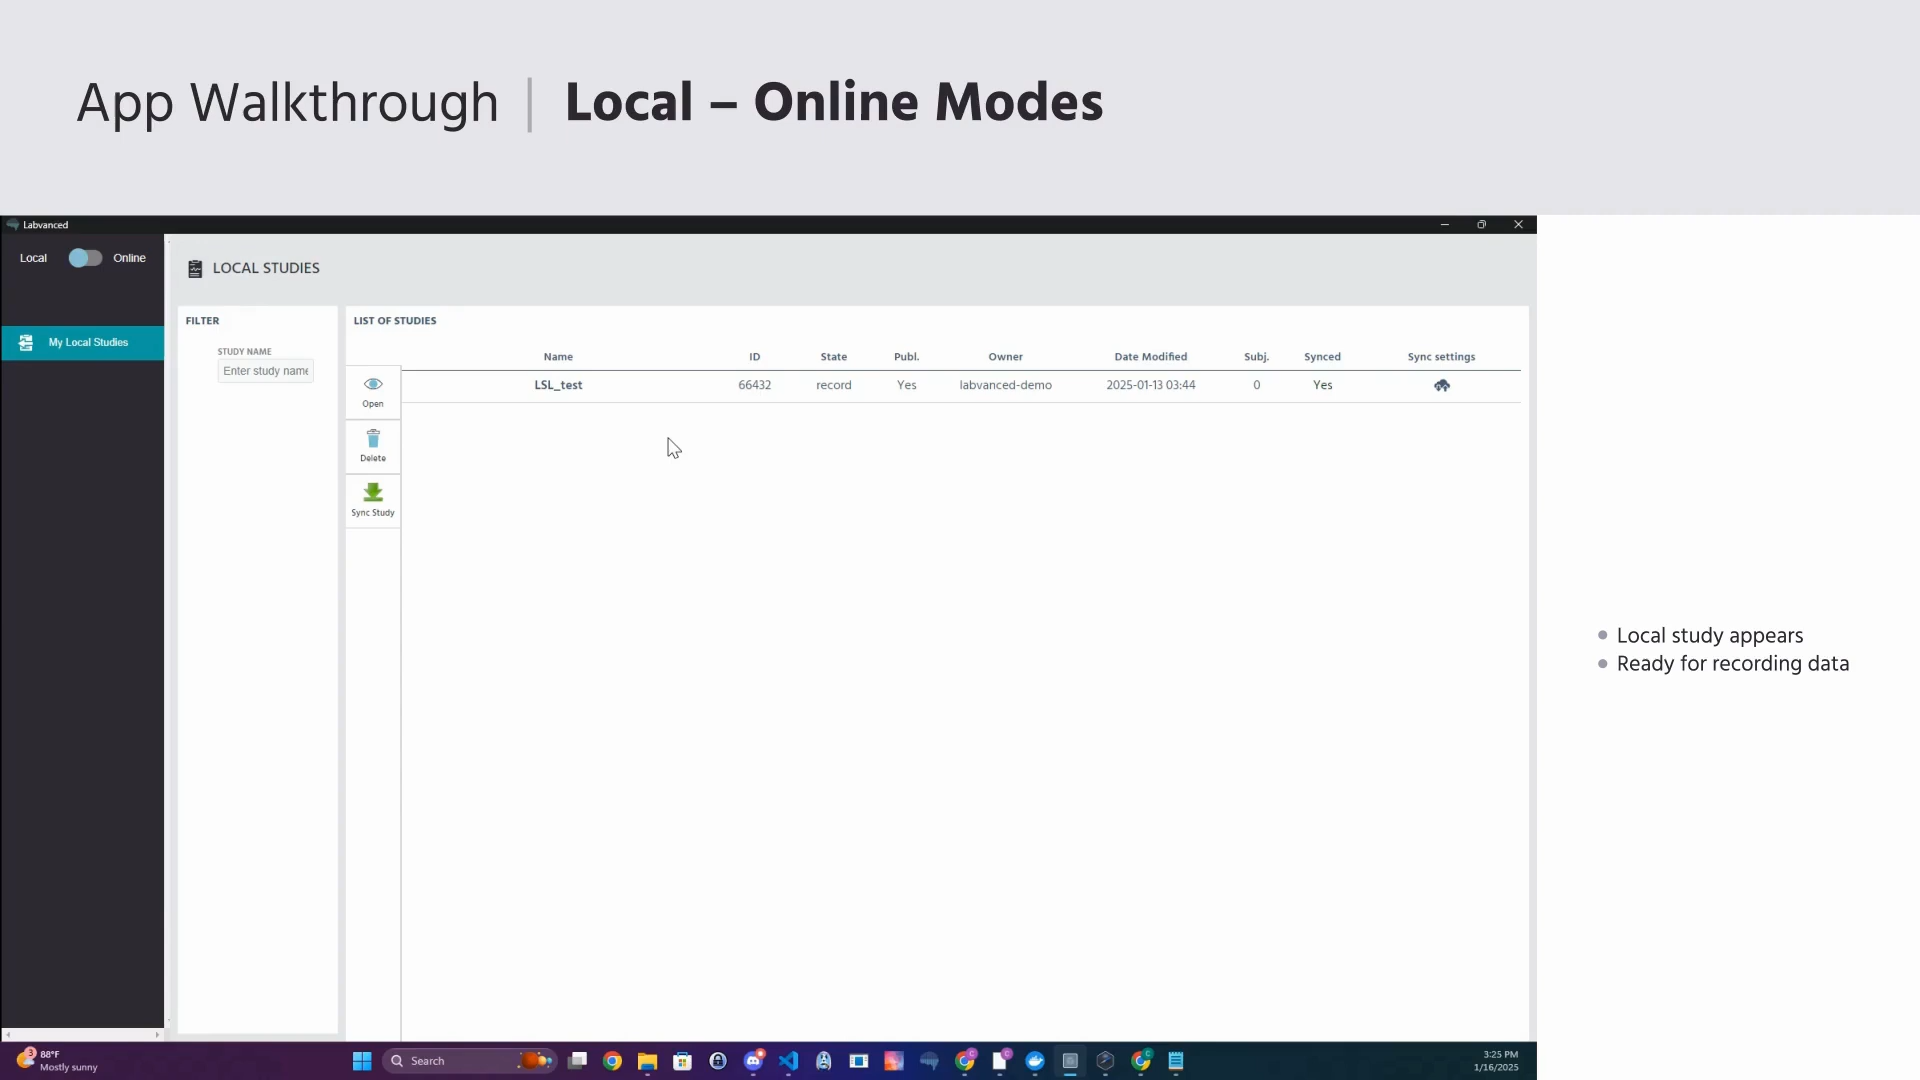 App Walkthrough | Local – Online Modes
Labvanced
Local Online
LOCAL STUDIES
My Local Studies
FILTER
STUDY NAME
Enter study name
LIST OF STUDIES
Name ID State Publ. Owner Date Modified Subj. Synced Sync settings
LSL_test 66432 record Yes labvanced-demo 2025-01-13 03:44 0 Yes
Open
Delete
Sync Study
Local study appears
Ready for recording data
3
88°F
Mostly sunny
Search
3:25 PM
1/16/2025